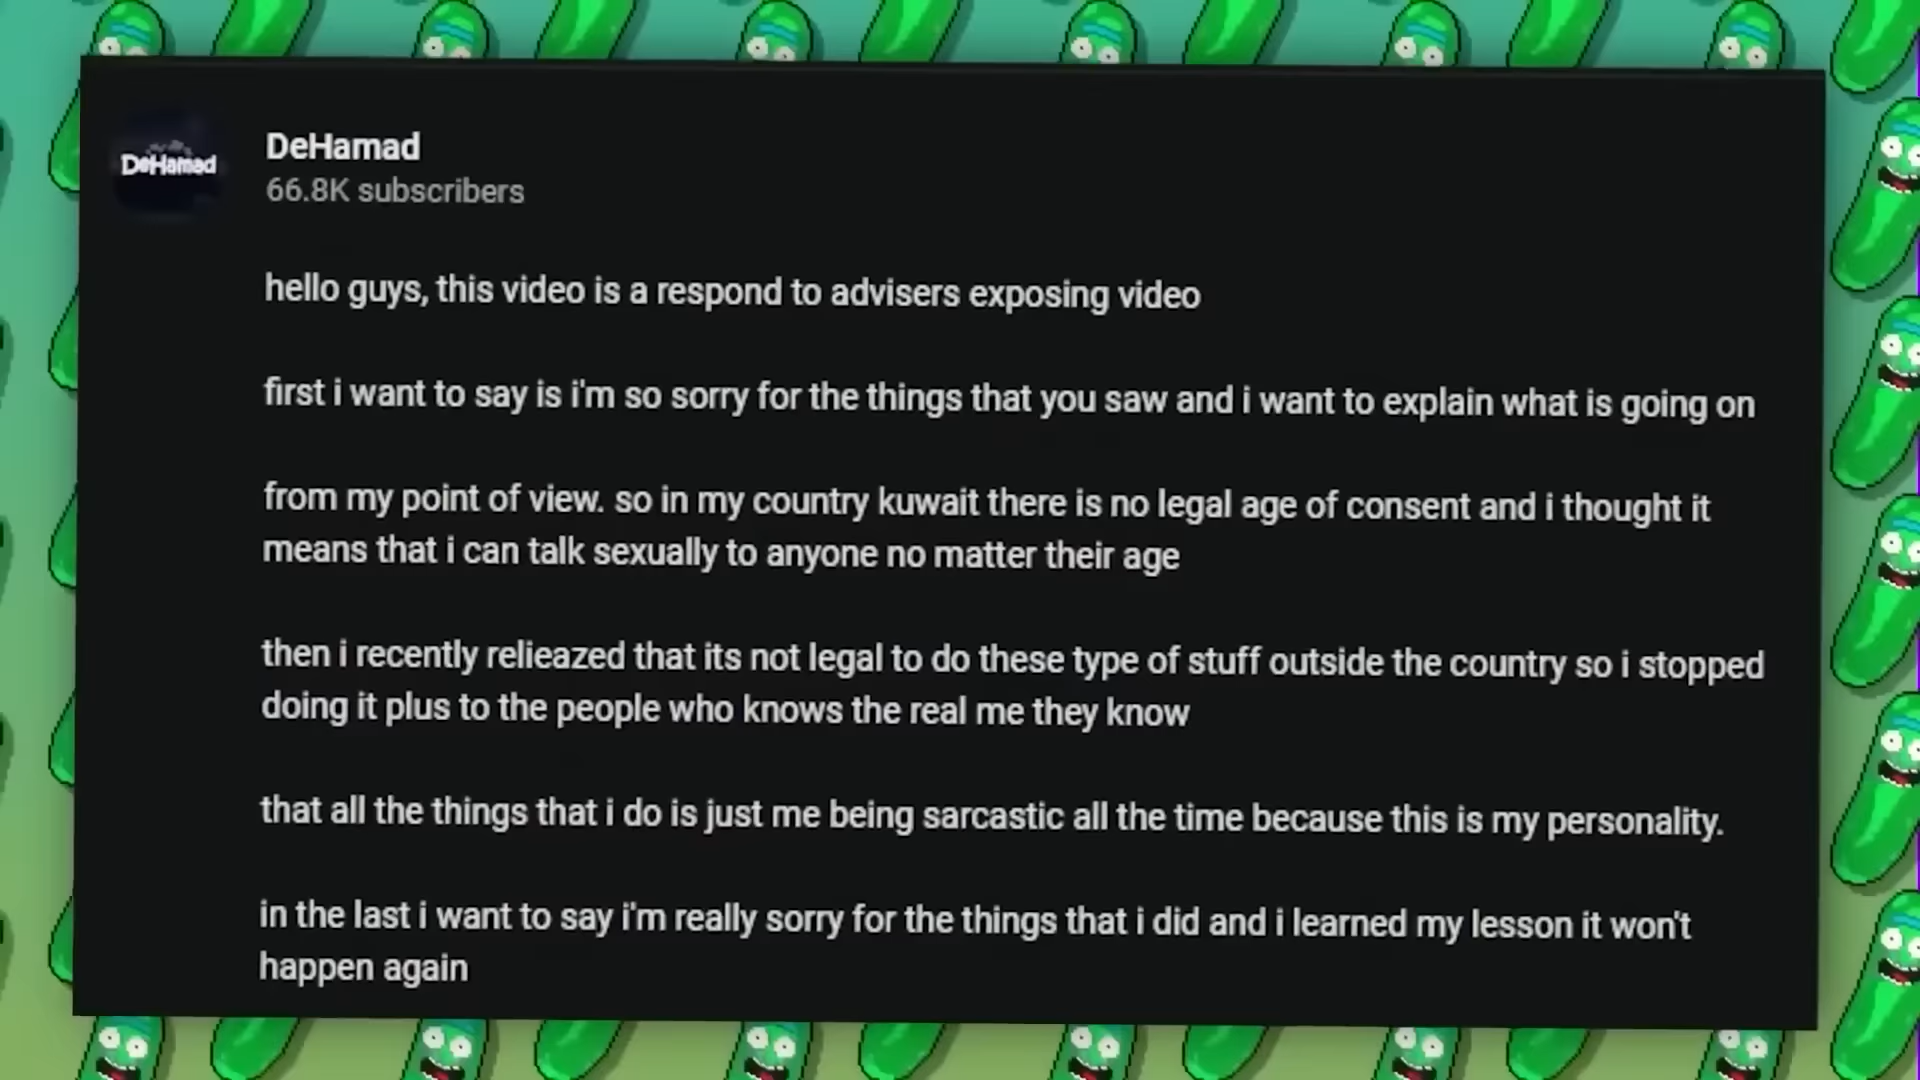 DeHamad
DeHamad
66.8K subscribers
hello guys, this video is a respond to advisers exposing video
first i want to say is i'm so sorry for the things that you saw and i want to explain what is going on
from my point of view. so in my country kuwait there is no legal age of consent and i thought it
means that i can talk sexually to anyone no matter their age
then i recently relieazed that its not legal to do these type of stuff outside the country so i stopped
doing it plus to the people who knows the real me they know
that all the things that i do is just me being sarcastic all the time because this is my personality.
in the last i want to say i'm really sorry for the things that i did and i learned my lesson it won't
happen again